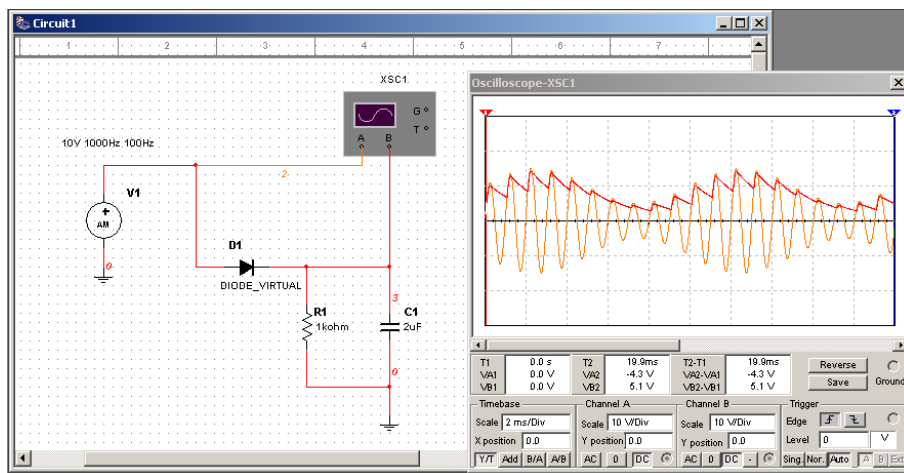 Circuit1
1 2 3 4 5 6 7
XSC1
G
T
A B
10V 1000Hz 100Hz
V1
AM
2
0
D1
DIODE_VIRTUAL
3
R1
1kohm
C1
2uF
0
Oscilloscope-XSC1
T1 0.0 s T2 19.9ms T2-T1 19.9ms
VA1 0.0 V VA2 -4.3 V VA2-VA1 -4.3 V
VB1 0.0 V VB2 5.1 V VB2-VB1 5.1 V
Reverse
Save
Ground
Timebase Channel A Channel B Trigger
Scale 2 ms/Div Scale 10 V/Div Scale 10 V/Div Edge
X position 0.0 Y position 0.0 Y position 0.0 Level 0 V
Y/T Add B/A A/B AC 0 DC AC 0 DC - Sing. Nor. Auto A B Ext